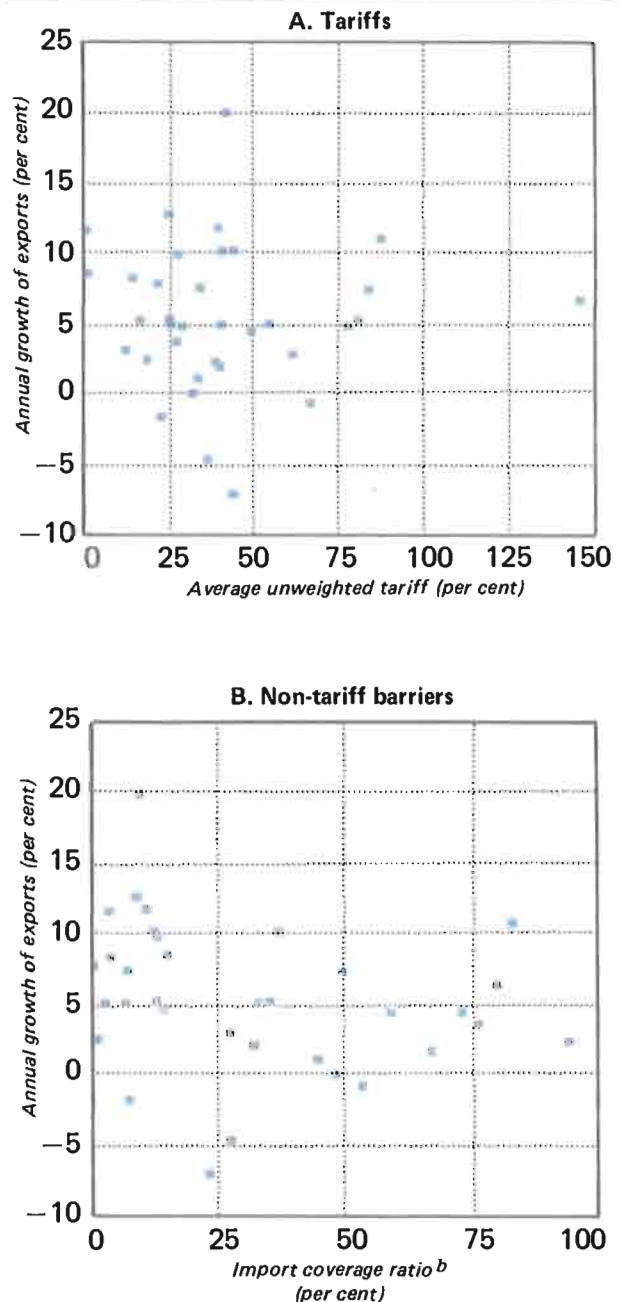 A. Tariffs
Annual growth of exports (per cent)
25
20
15
10
5
0
—5
—10
0 25 50 75 100 125 150
Average unweighted tariff (per cent)
B. Non-tariff barriers
Annual growth of exports (per cent)
25
20
15
10
5
0
—5
—10
0 25 50 75 100
Import coverage ratio b
(per cent)